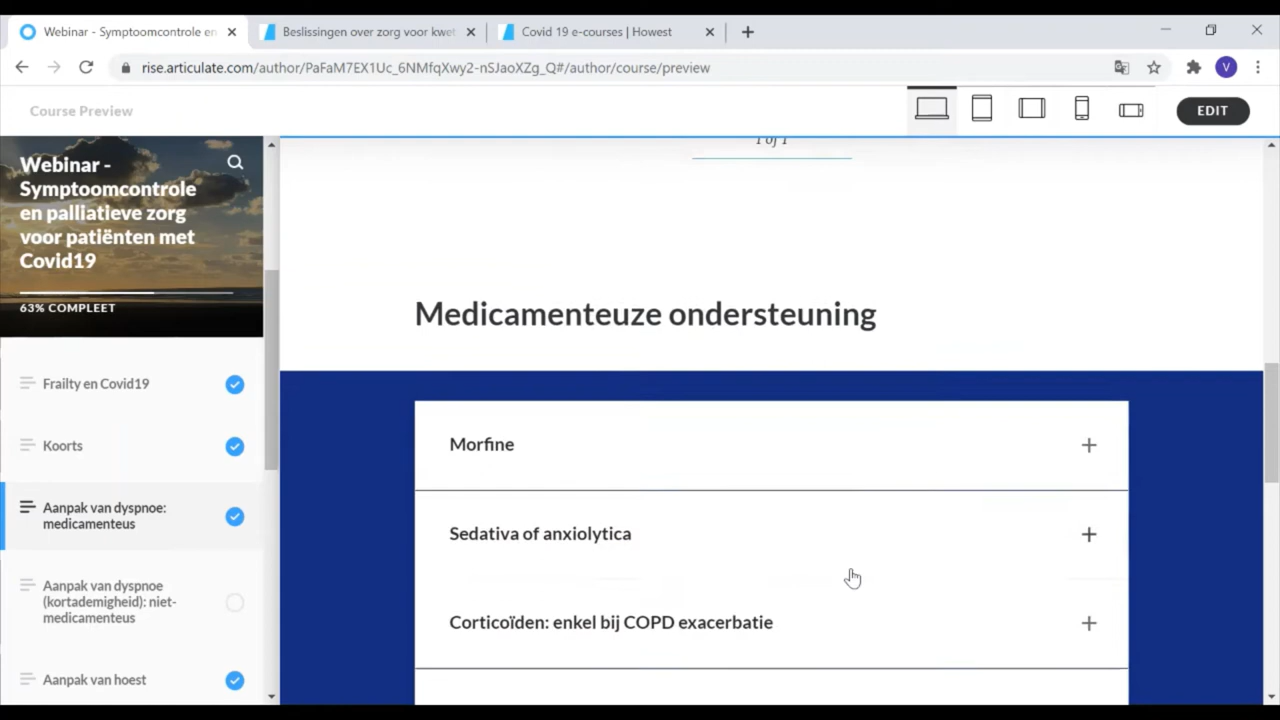 Webinar - Symptoomcontrole en
Beslissingen over zorg voor kwet
Covid 19 e-courses | Howest
rise.articulate.com/author/PaFaM7EX1Uc_6NMfqXwy2-nSJaoXZg_Q#/author/course/preview
V
Course Preview
EDIT
Webinar -
Symptoomcontrole
en palliatieve zorg
voor patiënten met
Covid19
63% COMPLEET
Frailty en Covid19
Koorts
Aanpak van dyspnoe:
medicamenteus
Aanpak van dyspnoe
(kortademigheid): niet-
medicamenteus
Aanpak van hoest
1 of 1
Medicamenteuze ondersteuning
Morfine
Sedativa of anxiolytica
Corticoïden: enkel bij COPD exacerbatie